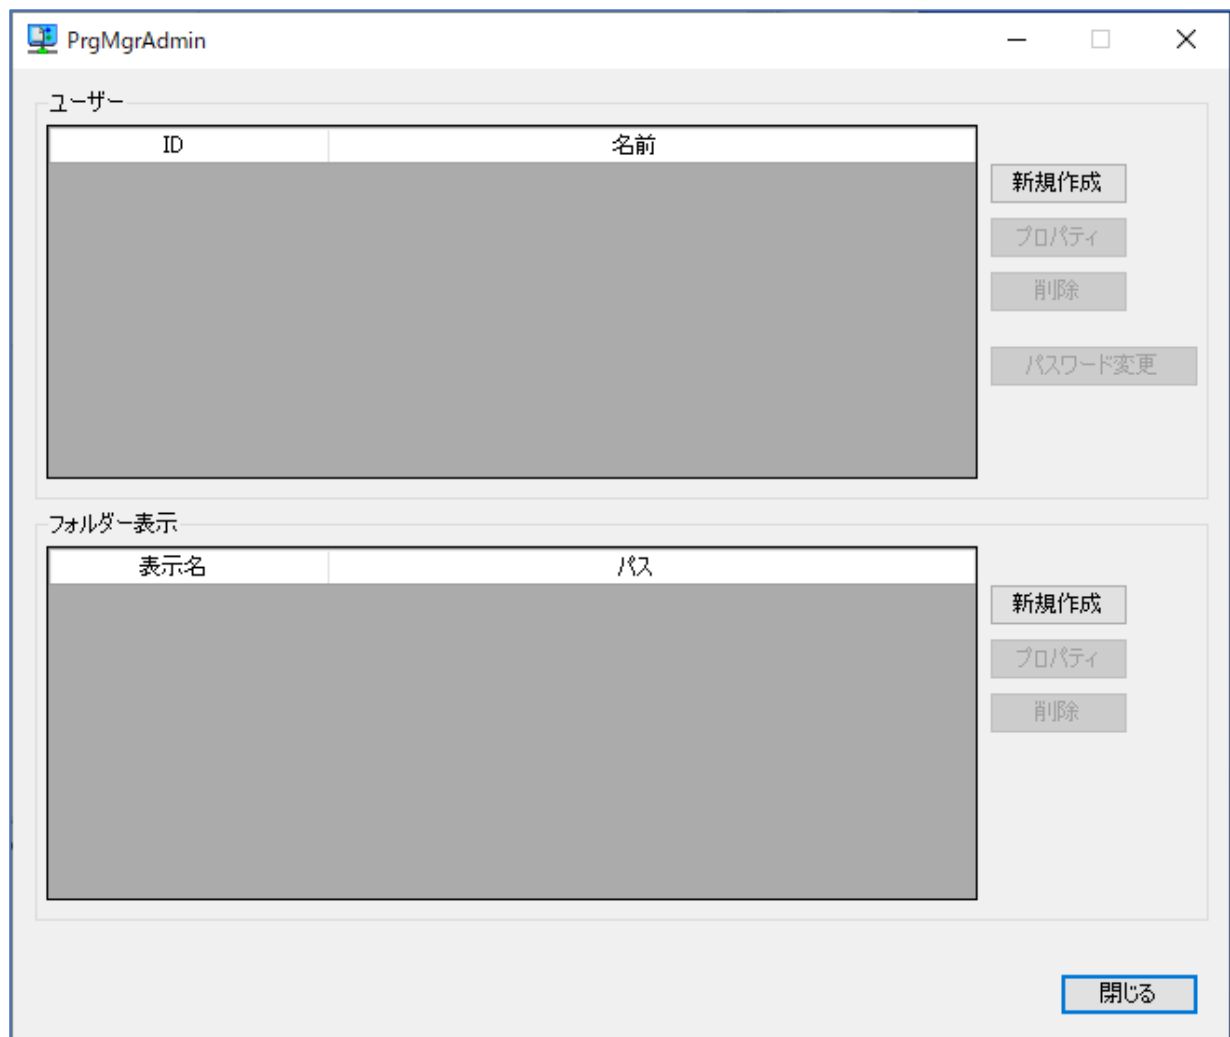 PrgMgrAdmin
ユーザー
ID 名前
新規作成
プロパティ
削除
パスワード変更
フォルダー表示
表示名 パス
新規作成
プロパティ
削除
閉じる